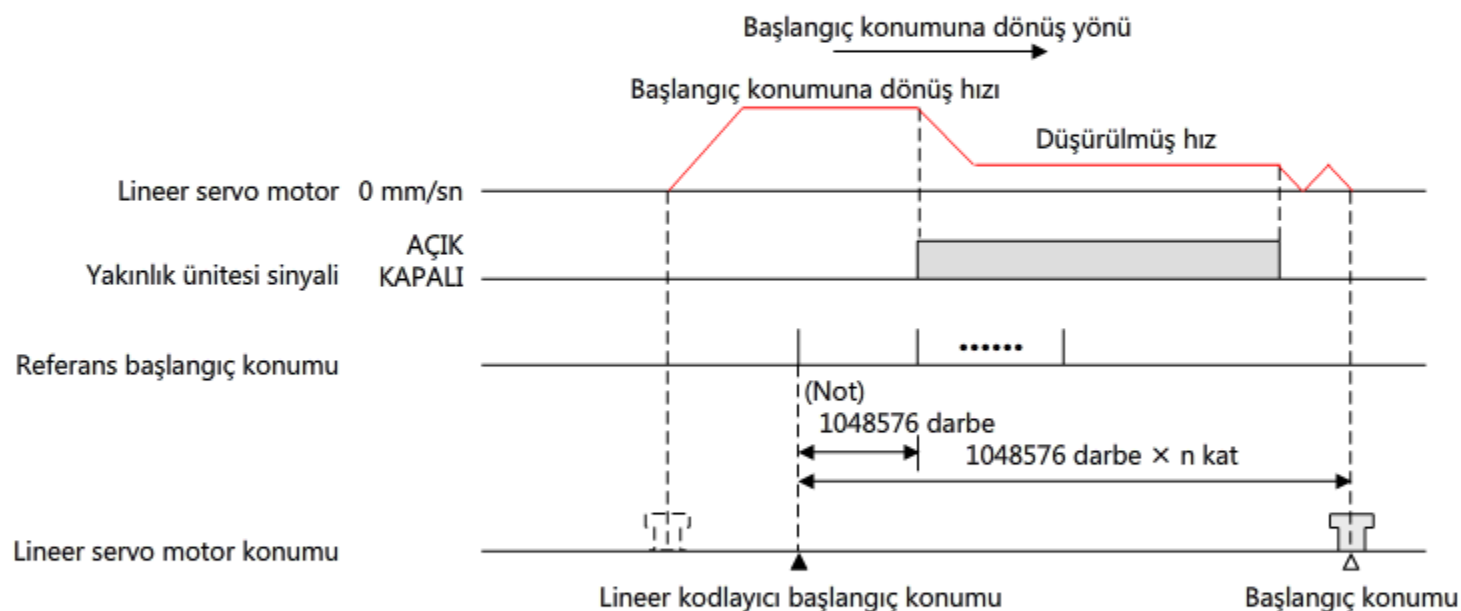 Başlangıç konumuna dönüş yönü
Başlangıç konumuna dönüş hızı
Düşürülmüş hız
Lineer servo motor 0 mm/sn
AÇIK
Yakınlık ünitesi sinyali KAPALI
Referans başlangıç konumu
(Not)
1048576 darbe
1048576 darbe × n kat
Lineer servo motor konumu
Lineer kodlayıcı başlangıç konumu
Başlangıç konumu